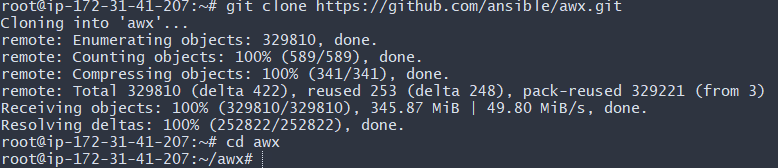 root@ip-172-31-41-207:~# git clone https://github.com/ansible/awx.git
Cloning into 'awx'...
remote: Enumerating objects: 329810, done.
remote: Counting objects: 100% (589/589), done.
remote: Compressing objects: 100% (341/341), done.
remote: Total 329810 (delta 422), reused 253 (delta 248), pack-reused 329221 (from 3)
Receiving objects: 100% (329810/329810), 345.87 MiB | 49.80 MiB/s, done.
Resolving deltas: 100% (252822/252822), done.
root@ip-172-31-41-207:~# cd awx
root@ip-172-31-41-207:~/awx#